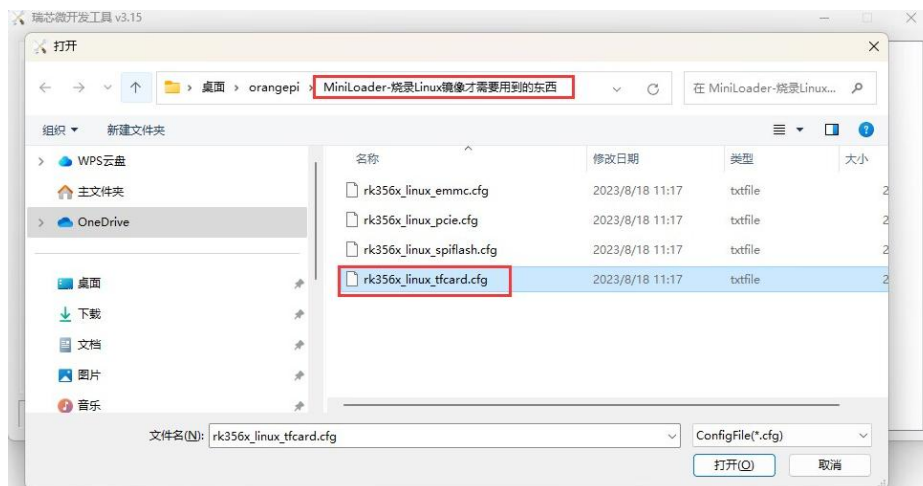 瑞芯微开发工具 v3.15
打开
桌面 › orangepi › MiniLoader-烧录Linux镜像才需要用到的东西
在 MiniLoader-烧录Linux...
组织 新建文件夹
名称 修改日期 类型 大小
WPS云盘
主文件夹
OneDrive
桌面
下载
文档
图片
音乐
rk356x_linux_emmc.cfg 2023/8/18 11:17 txtfile 2
rk356x_linux_pcie.cfg 2023/8/18 11:17 txtfile 2
rk356x_linux_spiflash.cfg 2023/8/18 11:17 txtfile 2
rk356x_linux_tfcard.cfg 2023/8/18 11:17 txtfile 2
文件名(N): rk356x_linux_tfcard.cfg ConfigFile(*.cfg)
打开(O) 取消